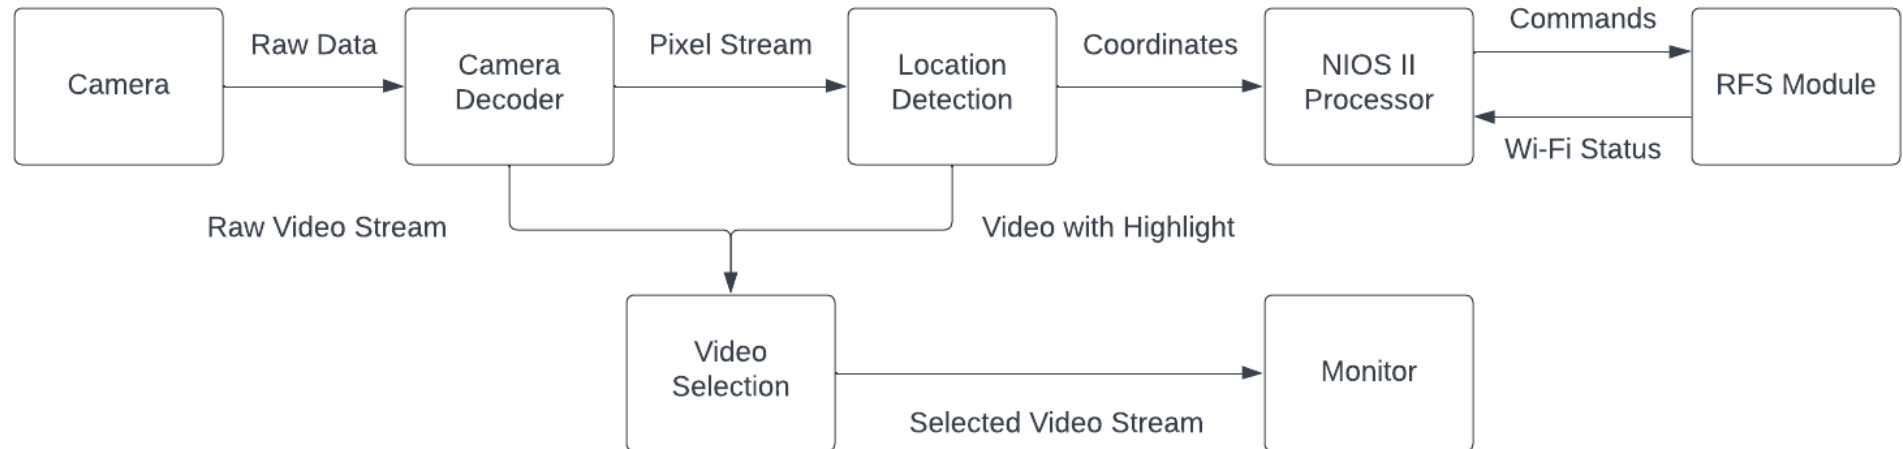 Commands
Raw Data
Pixel Stream
Coordinates
Camera
Camera
Decoder
Location
Detection
NIOS II
Processor
RFS Module
Wi-Fi Status
Raw Video Stream
Video with Highlight
Video
Selection
Monitor
Selected Video Stream